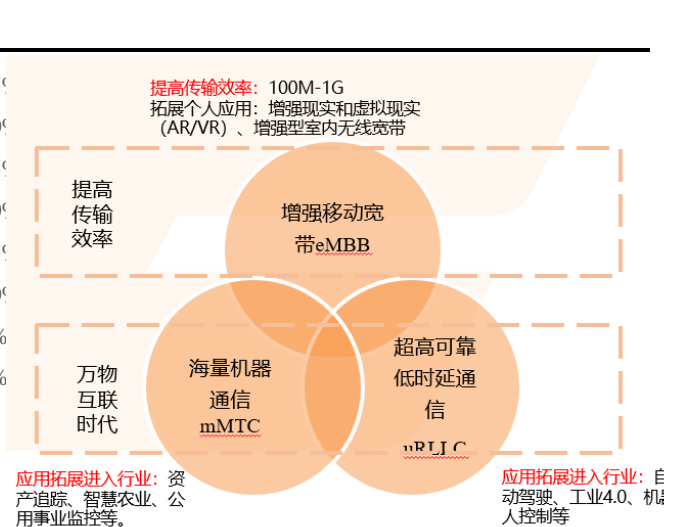 提高传输效率：100M-1G
拓展个人应用：增强现实和虚拟现实
（AR/VR）、增强型室内无线宽带
提高
传输
效率
增强移动宽
带eMBB
万物
互联
时代
海量机器
通信
mMTC
超高可靠
低时延通
信
uRLLC
应用拓展进入行业：资
产追踪、智慧农业、公
用事业监控等。
应用拓展进入行业：自
动驾驶、工业4.0、机器
人控制等
%
%